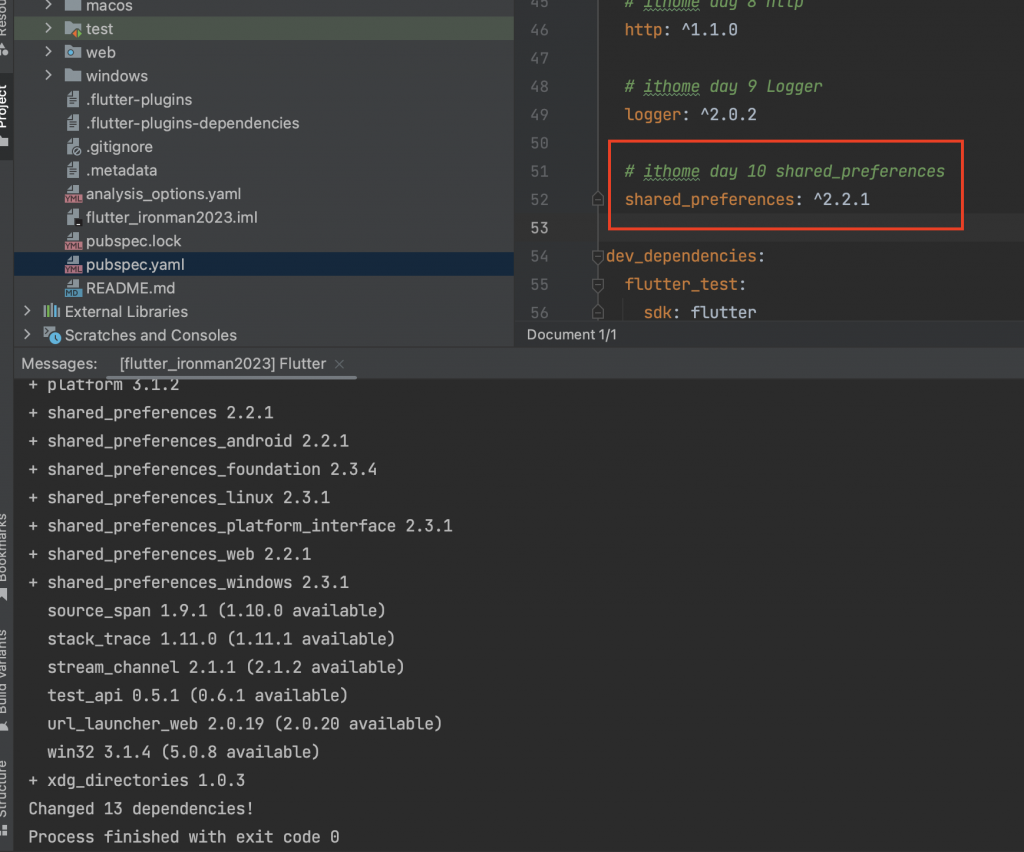 macos
test
web
windows
.flutter-plugins
.flutter-plugins-dependencies
.gitignore
.metadata
analysis_options.yaml
flutter_ironman2023.iml
pubspec.lock
pubspec.yaml
README.md
External Libraries
Scratches and Consoles
Project
45 # ithome day 8 http
46 http: ^1.1.0
47
48 # ithome day 9 Logger
49 logger: ^2.0.2
50
51 # ithome day 10 shared_preferences
52 shared_preferences: ^2.2.1
53
54 dev_dependencies:
55 flutter_test:
56 sdk: flutter
Document 1/1
Messages: [flutter_ironman2023] Flutter
+ platform 3.1.2
+ shared_preferences 2.2.1
+ shared_preferences_android 2.2.1
+ shared_preferences_foundation 2.3.4
+ shared_preferences_linux 2.3.1
+ shared_preferences_platform_interface 2.3.1
+ shared_preferences_web 2.2.1
+ shared_preferences_windows 2.3.1
source_span 1.9.1 (1.10.0 available)
stack_trace 1.11.0 (1.11.1 available)
stream_channel 2.1.1 (2.1.2 available)
test_api 0.5.1 (0.6.1 available)
url_launcher_web 2.0.19 (2.0.20 available)
win32 3.1.4 (5.0.8 available)
+ xdg_directories 1.0.3
Changed 13 dependencies!
Process finished with exit code 0
Bookmarks
Build Variants
Structure